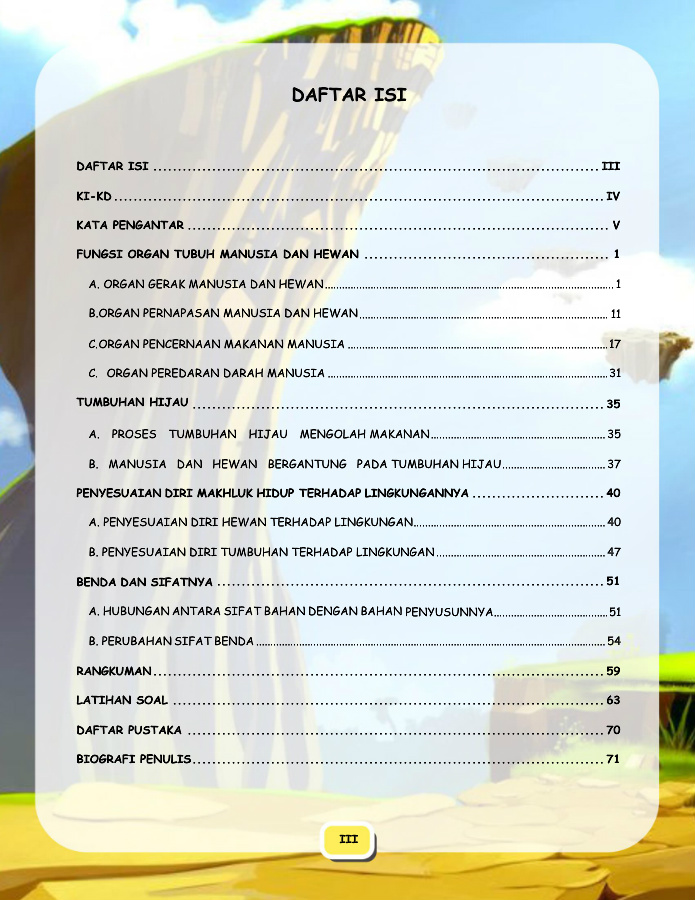 DAFTAR ISI
DAFTAR ISI ........................................ III
KI-KD ........................................ IV
KATA PENGANTAR ........................................ V
FUNGSI ORGAN TUBUH MANUSIA DAN HEWAN ........................................ 1
A. ORGAN GERAK MANUSIA DAN HEWAN ........................................ 1
B.ORGAN PERNAPASAN MANUSIA DAN HEWAN ........................................ 11
C.ORGAN PENCERNAAN MAKANAN MANUSIA ........................................ 17
C. ORGAN PEREDARAN DARAH MANUSIA ........................................ 31
TUMBUHAN HIJAU ........................................ 35
A. PROSES TUMBUHAN HIJAU MENGOLAH MAKANAN ........................................ 35
B. MANUSIA DAN HEWAN BERGANTUNG PADA TUMBUHAN HIJAU ........................................ 37
PENYESUAIAN DIRI MAKHLUK HIDUP TERHADAP LINGKUNGANNYA ........................................ 40
A. PENYESUAIAN DIRI HEWAN TERHADAP LINGKUNGAN ........................................ 40
B. PENYESUAIAN DIRI TUMBUHAN TERHADAP LINGKUNGAN ........................................ 47
BENDA DAN SIFATNYA ........................................ 51
A. HUBUNGAN ANTARA SIFAT BAHAN DENGAN BAHAN PENYUSUNNYA ........................................ 51
B. PERUBAHAN SIFAT BENDA ........................................ 54
RANGKUMAN ........................................ 59
LATIHAN SOAL ........................................ 63
DAFTAR PUSTAKA ........................................ 70
BIOGRAFI PENULIS ........................................ 71
III